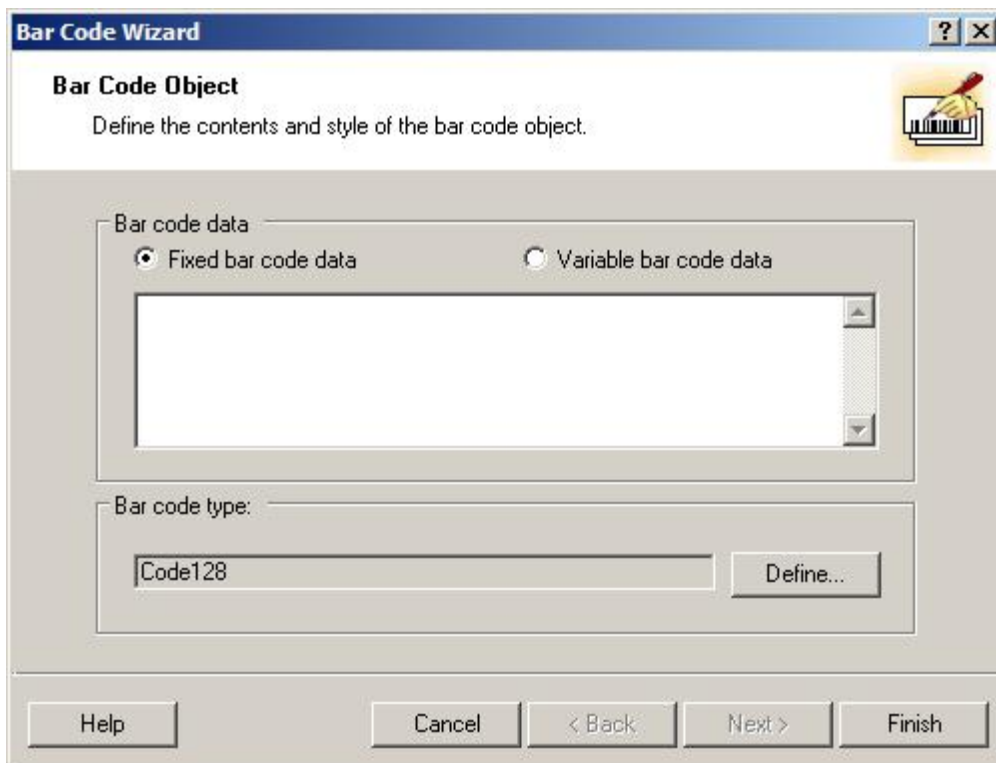 Bar Code Wizard
Bar Code Object
Define the contents and style of the bar code object.
Bar code data
Fixed bar code data Variable bar code data
Bar code type:
Code128 Define...
Help Cancel < Back Next > Finish